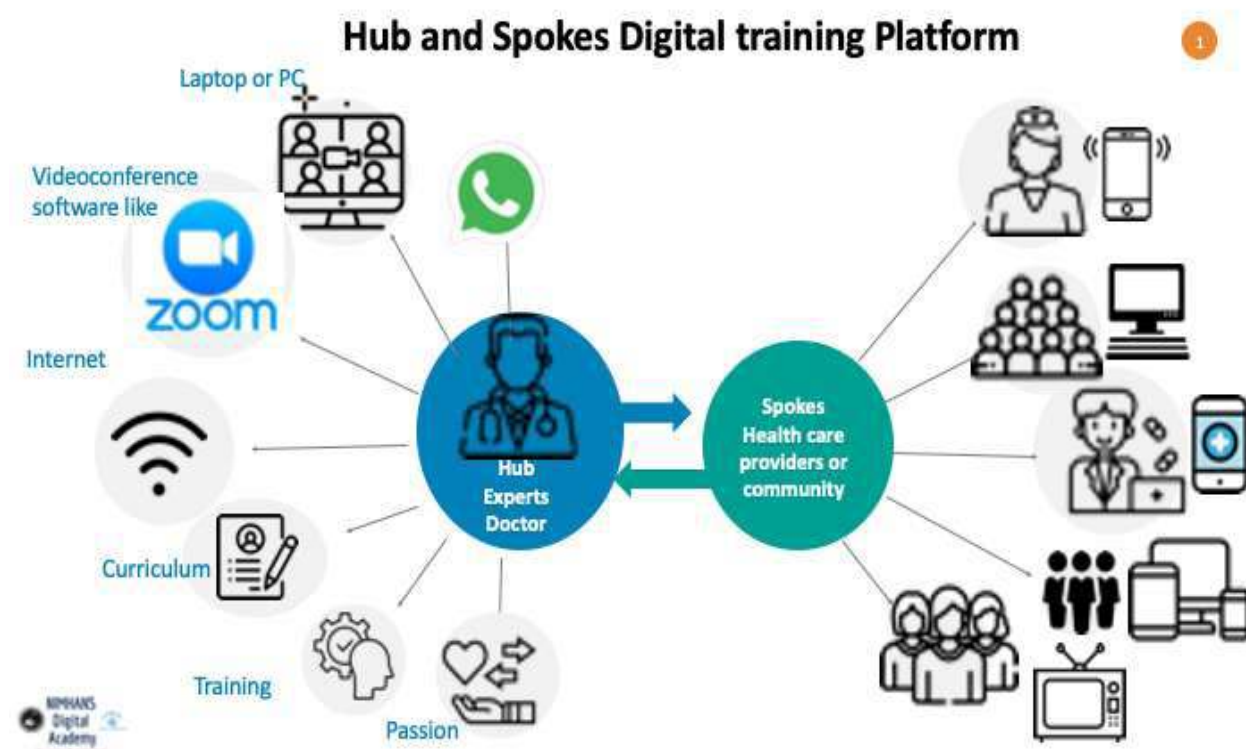 Hub and Spokes Digital training Platform
1
Laptop or PC
Videoconference
software like
zoom
Internet
Curriculum
Training
Passion
Hub
Experts
Doctor
Spokes
Health care
providers or
community
NIMHANS
Digital
Academy